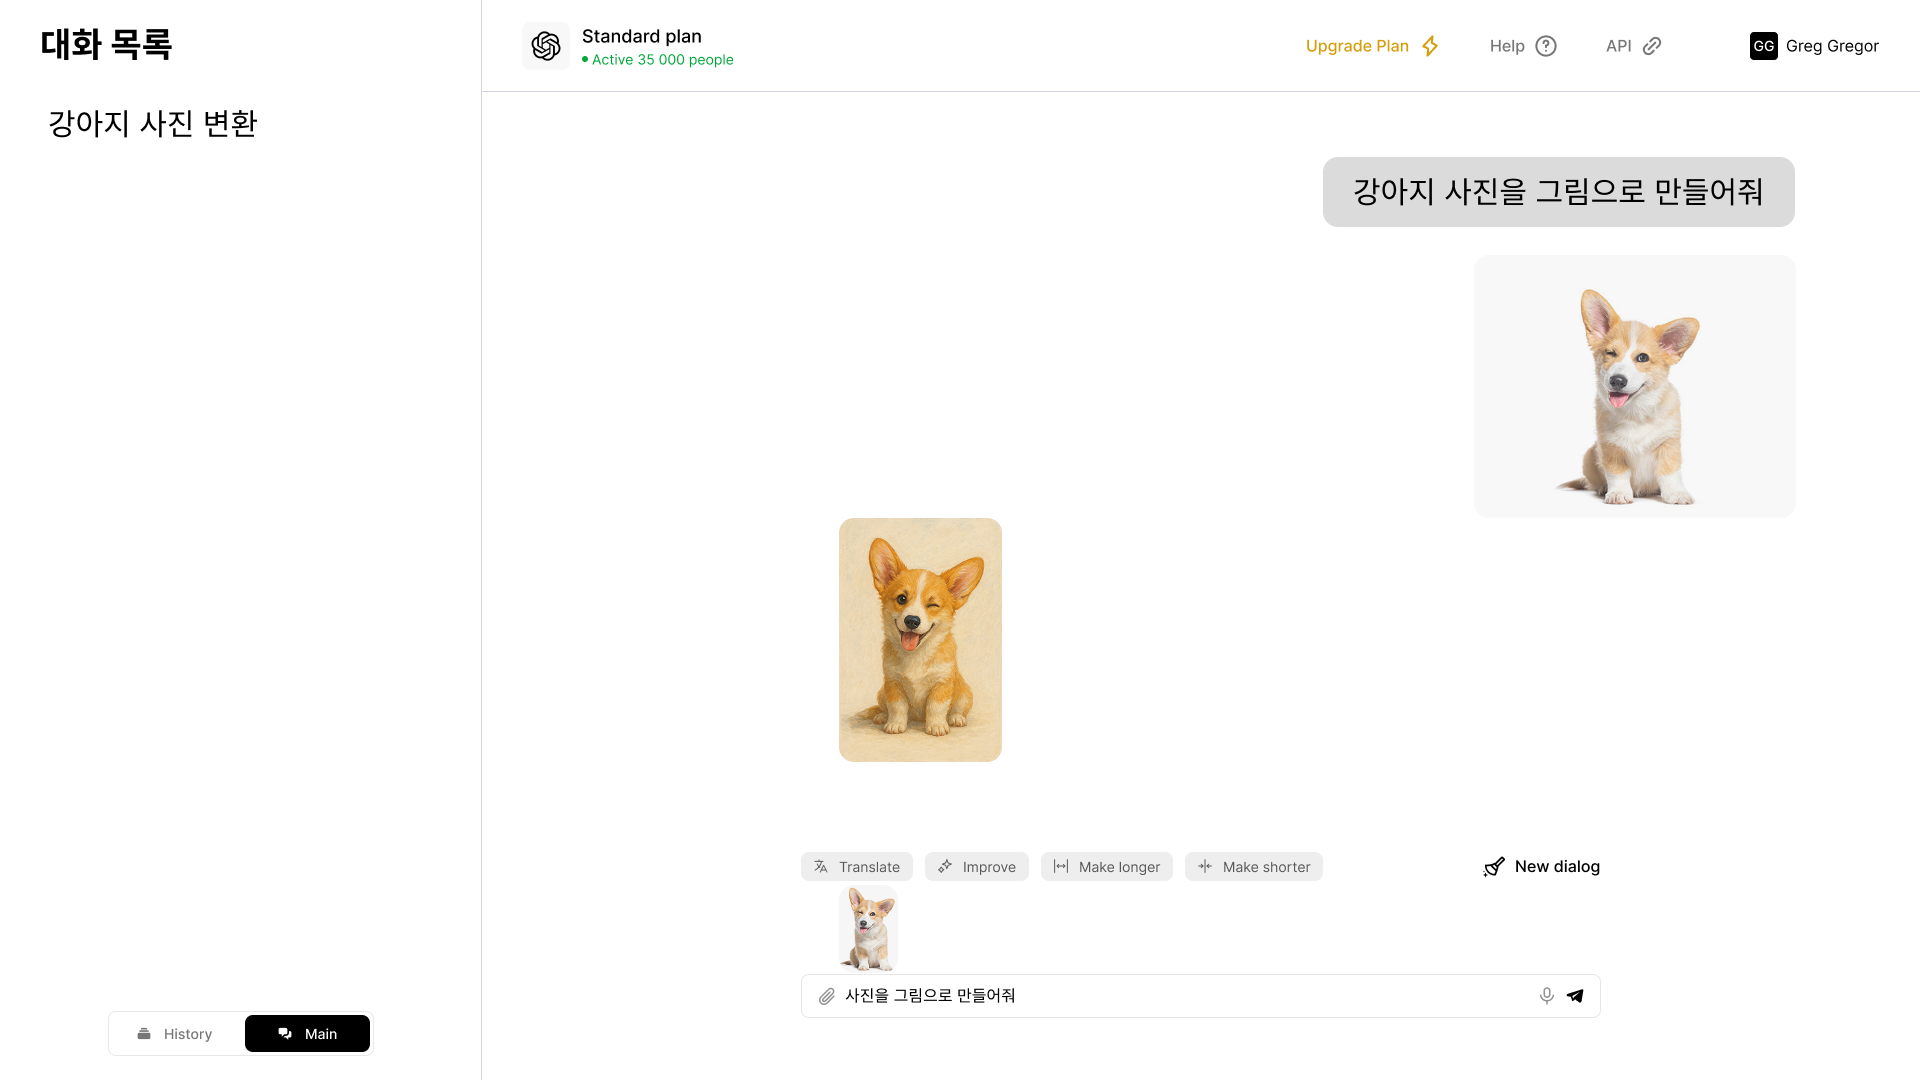 대화 목록
강아지 사진 변환
Standard plan
Active 35 000 people
Upgrade Plan
Help
API
GG
Greg Gregor
강아지 사진을 그림으로 만들어줘
Translate
Improve
Make longer
Make shorter
New dialog
사진을 그림으로 만들어줘
History
Main